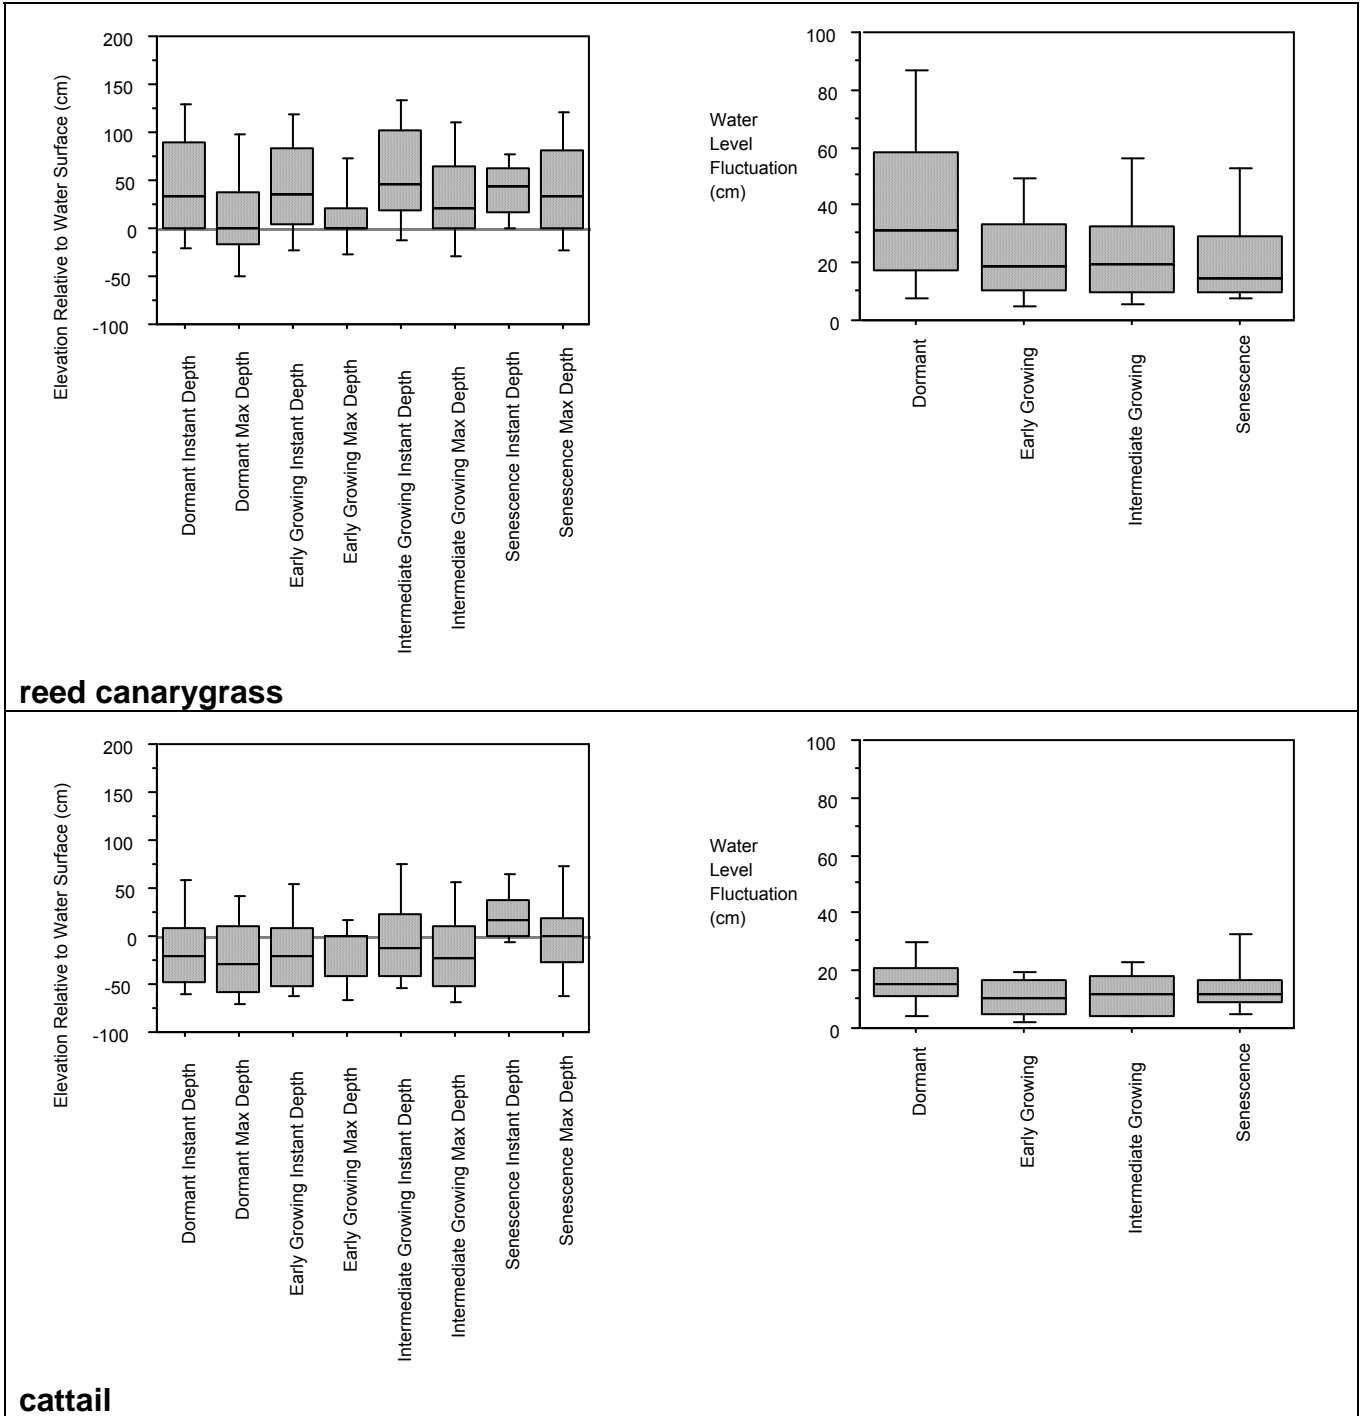 Elevation Relative to Water Surface (cm)
200
150
100
50
0
-50
-100
Dormant Instant Depth
Dormant Max Depth
Early Growing Instant Depth
Early Growing Max Depth
Intermediate Growing Instant Depth
Intermediate Growing Max Depth
Senescence Instant Depth
Senescence Max Depth
Water
Level
Fluctuation
(cm)
100
80
60
40
20
0
Dormant
Early Growing
Intermediate Growing
Senescence
reed canarygrass
Elevation Relative to Water Surface (cm)
200
150
100
50
0
-50
-100
Dormant Instant Depth
Dormant Max Depth
Early Growing Instant Depth
Early Growing Max Depth
Intermediate Growing Instant Depth
Intermediate Growing Max Depth
Senescence Instant Depth
Senescence Max Depth
Water
Level
Fluctuation
(cm)
100
80
60
40
20
0
Dormant
Early Growing
Intermediate Growing
Senescence
cattail